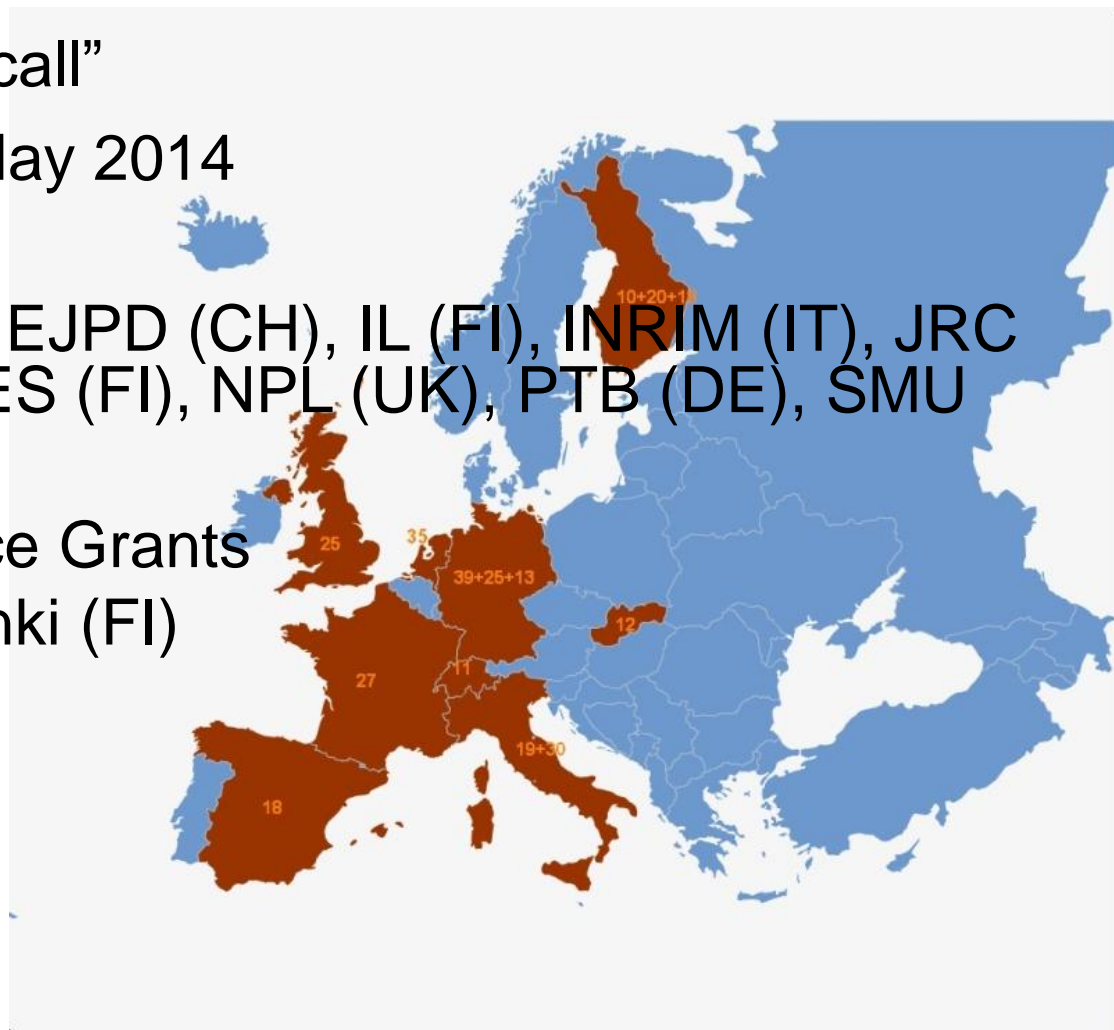 call”
lay 2014
10+20+1
EJPD (CH), IL (FI), INRIM (IT), JRC
ES (FI), NPL (UK), PTB (DE), SMU
ce Grants
25
35
39+25+13
nki (FI)
12
27
11
19+30
18